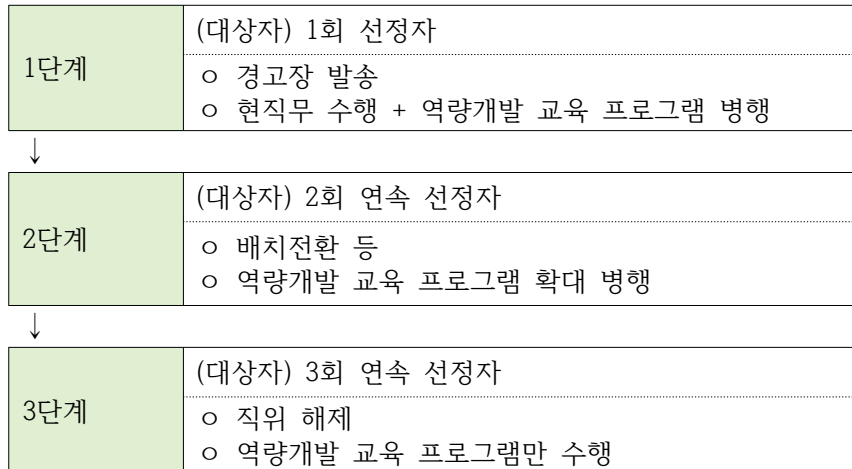 1단계
(대상자) 1회 선정자
ㅇ 경고장 발송
ㅇ 현직무 수행 + 역량개발 교육 프로그램 병행
↓
2단계
(대상자) 2회 연속 선정자
ㅇ 배치전환 등
ㅇ 역량개발 교육 프로그램 확대 병행
↓
3단계
(대상자) 3회 연속 선정자
ㅇ 직위 해제
ㅇ 역량개발 교육 프로그램만 수행